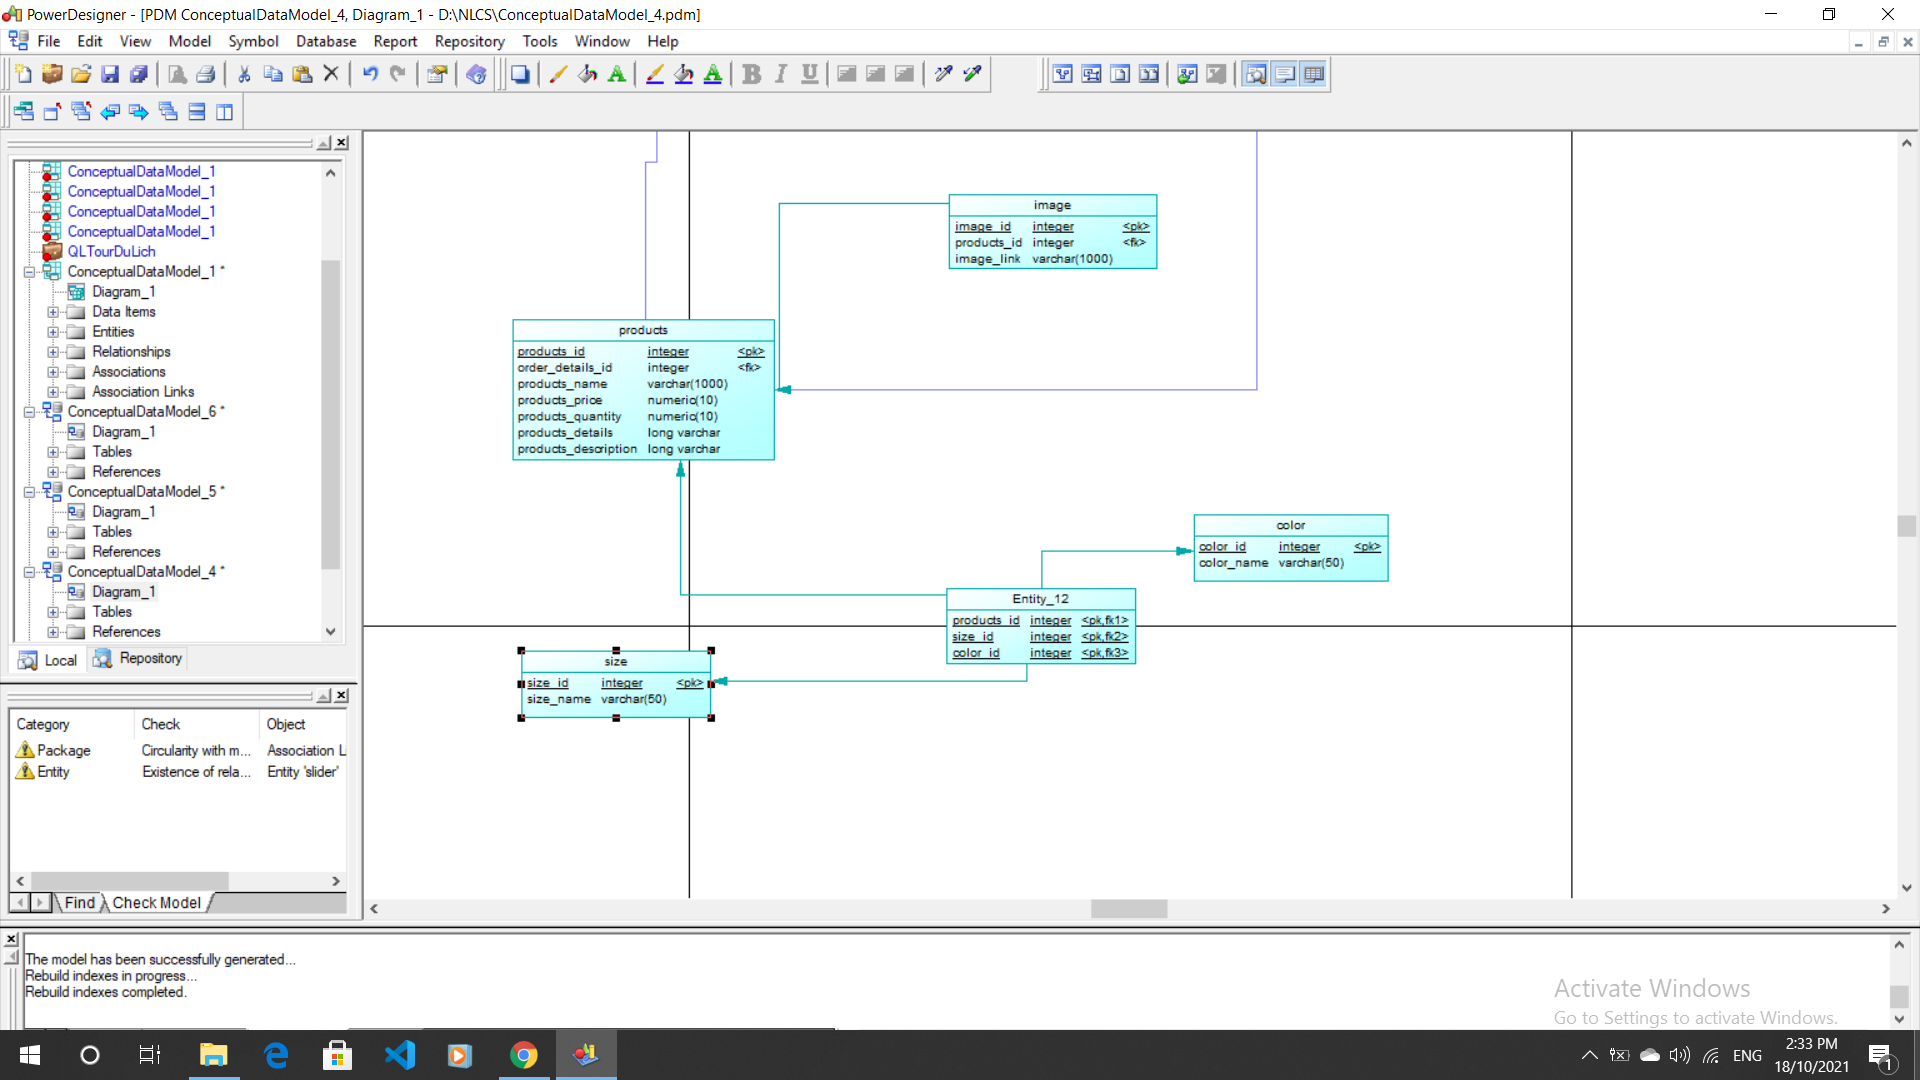 PowerDesigner - [PDM ConceptualDataModel_4, Diagram_1 - D:\NLCS\ConceptualDataModel_4.pdm]
File Edit View Model Symbol Database Report Repository Tools Window Help
B I U
ConceptualDataModel_1
ConceptualDataModel_1
ConceptualDataModel_1
ConceptualDataModel_1
QLTourDuLich
ConceptualDataModel_1 *
Diagram_1
Data Items
Entities
Relationships
Associations
Association Links
ConceptualDataModel_6 *
Diagram_1
Tables
References
ConceptualDataModel_5 *
Diagram_1
Tables
References
ConceptualDataModel_4 *
Diagram_1
Tables
References
Local Repository
Category Check Object
Package Circularity with m... Association L
Entity Existence of rela... Entity 'slider'
Find Check Model
image
image_id integer <pk>
products_id integer <fk>
image_link varchar(1000)
products
products_id integer <pk>
order_details_id integer <fk>
products_name varchar(1000)
products_price numeric(10)
products_quantity numeric(10)
products_details long varchar
products_description long varchar
color
color_id integer <pk>
color_name varchar(50)
Entity_12
products_id integer <pk,fk1>
size_id integer <pk,fk2>
color_id integer <pk,fk3>
size
size_id integer <pk>
size_name varchar(50)
The model has been successfully generated...
Rebuild indexes in progress...
Rebuild indexes completed.
Activate Windows
Go to Settings to activate Windows.
ENG
2:33 PM
18/10/2021
1